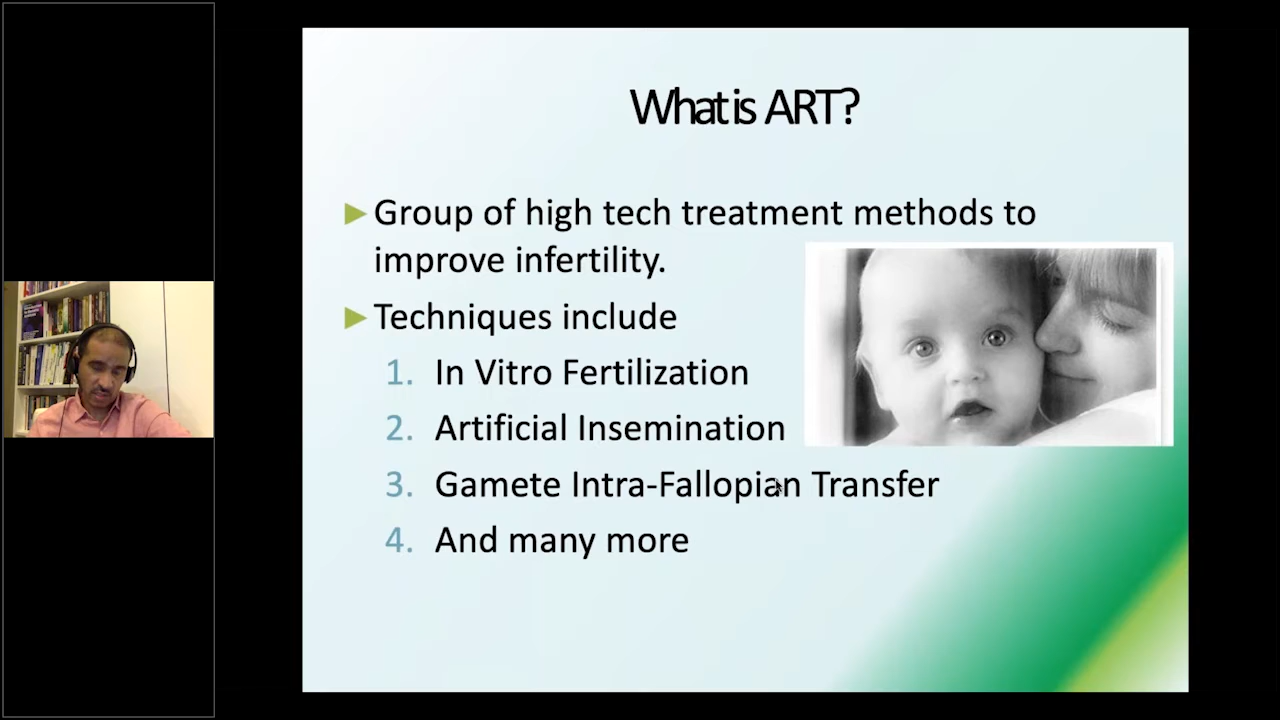 What is ART?
► Group of high tech treatment methods to
improve infertility.
► Techniques include
1. In Vitro Fertilization
2. Artificial Insemination
3. Gamete Intra-Fallopian Transfer
4. And many more